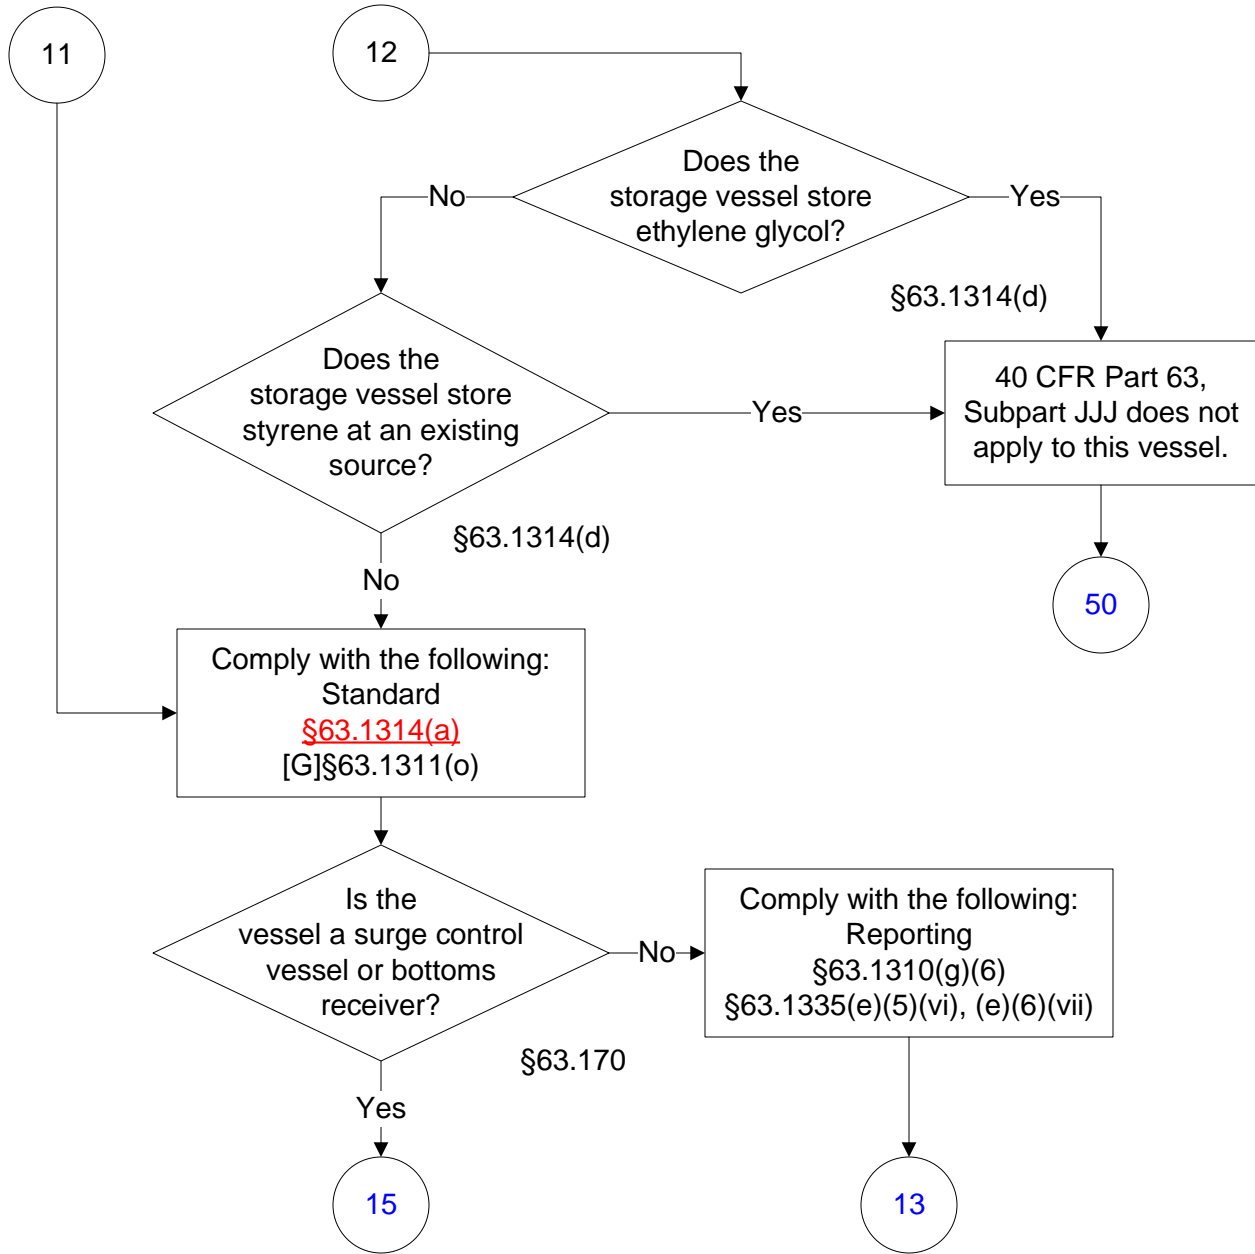 11
12
Does the
storage vessel store
ethylene glycol?
No
Yes
§63.1314(d)
Does the
storage vessel store
styrene at an existing
source?
Yes
40 CFR Part 63,
Subpart JJJ does not
apply to this vessel.
§63.1314(d)
No
50
Comply with the following:
Standard
§63.1314(a)
[G]§63.1311(o)
Is the
vessel a surge control
vessel or bottoms
receiver?
No
Comply with the following:
Reporting
§63.1310(g)(6)
§63.1335(e)(5)(vi), (e)(6)(vii)
§63.170
Yes
15
13